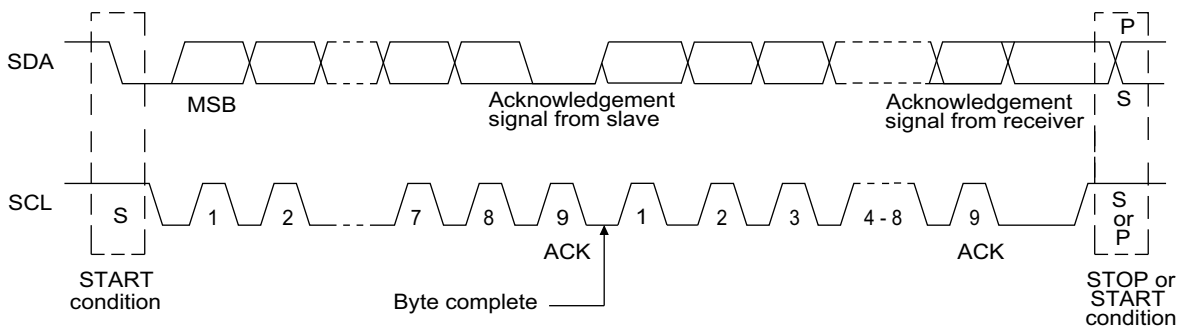 P
SDA
MSB
Acknowledgement
signal from slave
Acknowledgement
signal from receiver
S
SCL
S
1
2
7
8
9
1
2
3
4 - 8
9
S
or
P
ACK
ACK
START
condition
Byte complete
STOP or
START
condition